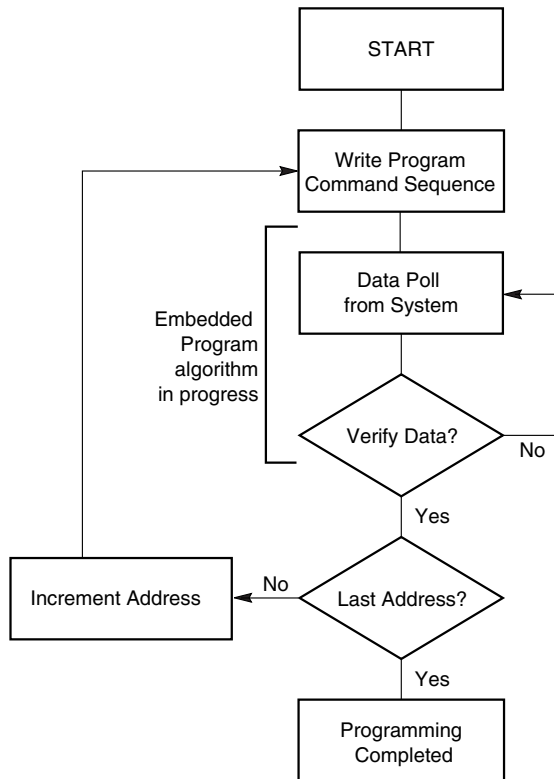 START
Write Program
Command Sequence
Data Poll
from System
Embedded
Program
algorithm
in progress
Verify Data?
No
Yes
Increment Address
No
Last Address?
Yes
Programming
Completed